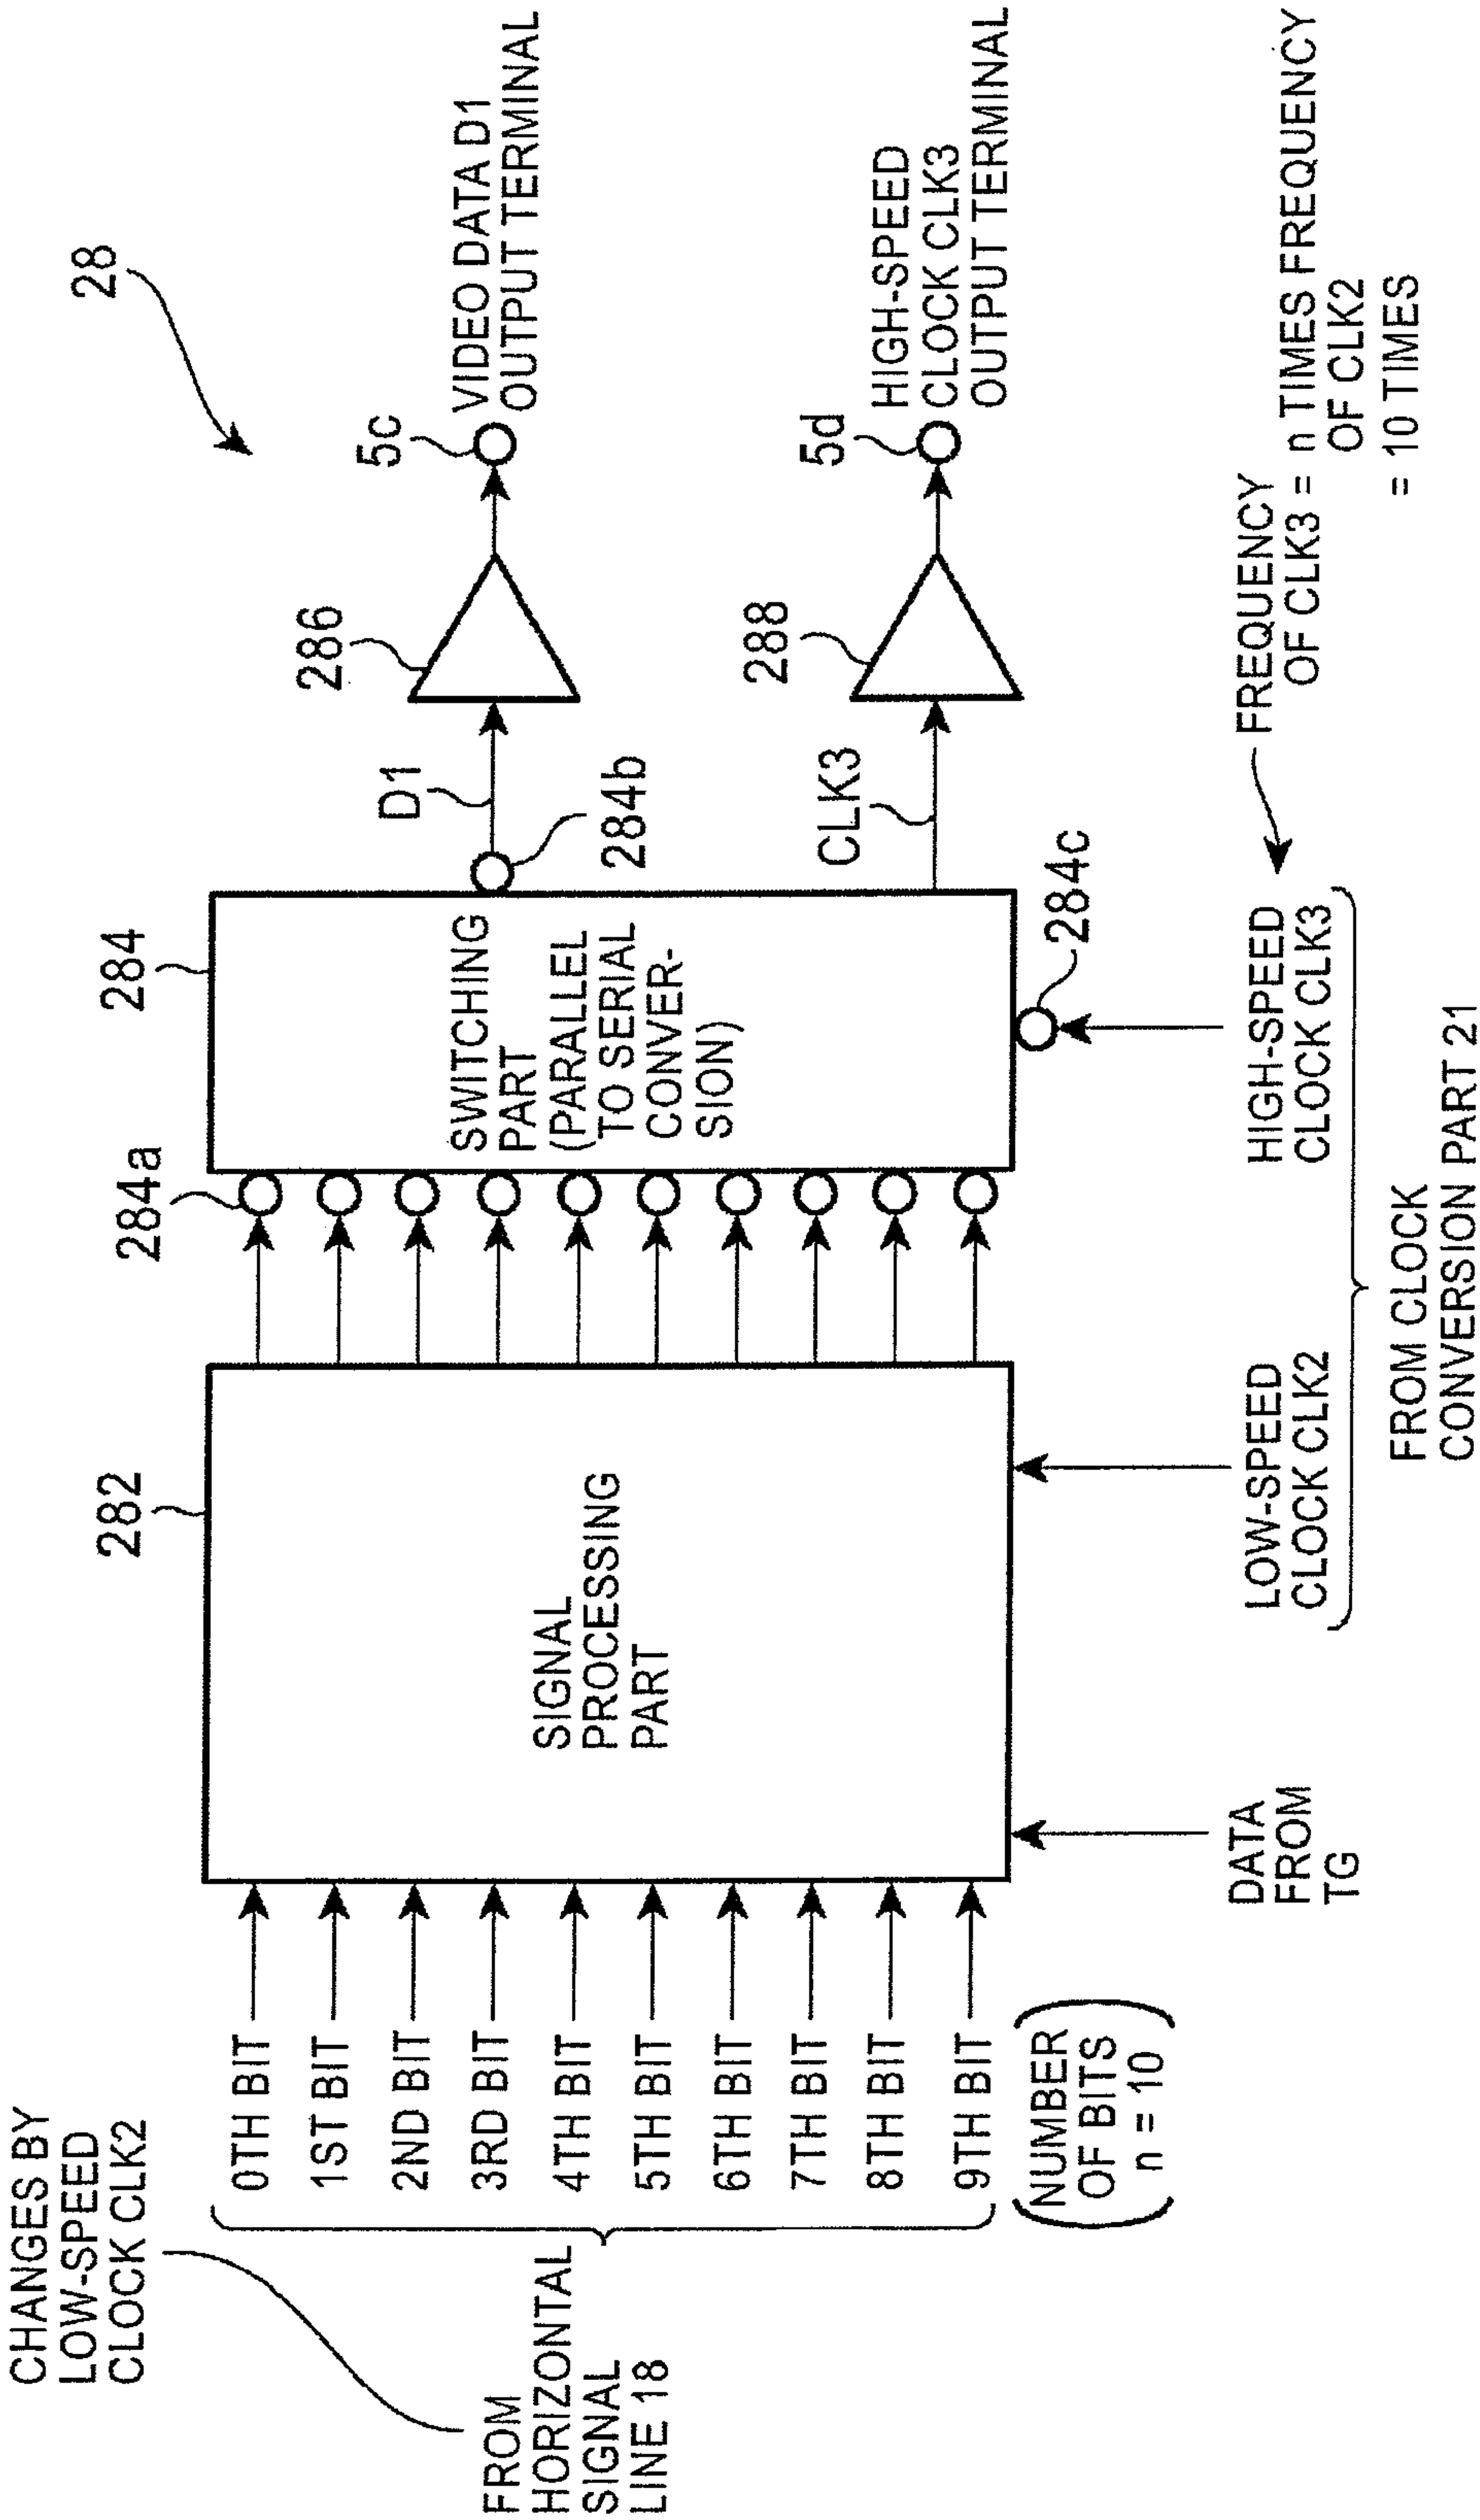 28
CHANGES BY
LOW-SPEED
CLOCK CLK2
FROM
HORIZONTAL
SIGNAL
LINE 18
0TH BIT
1ST BIT
2ND BIT
3RD BIT
4TH BIT
5TH BIT
6TH BIT
7TH BIT
8TH BIT
9TH BIT
NUMBER
OF BITS
n = 10
282
SIGNAL
PROCESSING
PART
DATA
FROM
TG
LOW-SPEED
CLOCK CLK2
284a
284
SWITCHING
PART
(PARALLEL
TO SERIAL
CONVER-
SION)
284b
284c
HIGH-SPEED
CLOCK CLK3
FROM CLOCK
CONVERSION PART 21
D1
CLK3
286
288
5c
VIDEO DATA D1
OUTPUT TERMINAL
5d
HIGH-SPEED
CLOCK CLK3
OUTPUT TERMINAL
FREQUENCY
OF CLK3 = n TIMES FREQUENCY
OF CLK2
= 10 TIMES